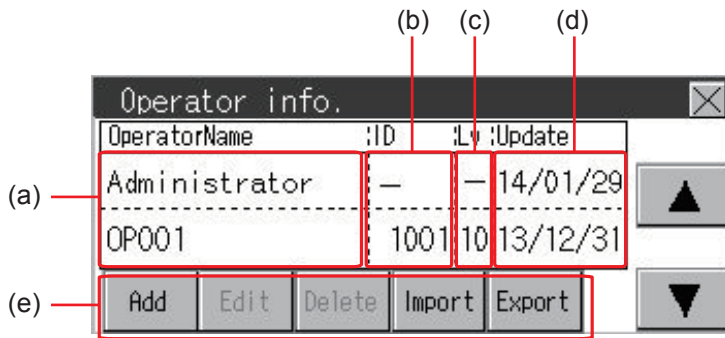 (b) (c) (d)
Operator info.
OperatorName ID Lv Update
(a) Administrator — — 14/01/29
OP001 1001 10 13/12/31
(e) Add Edit Delete Import Export